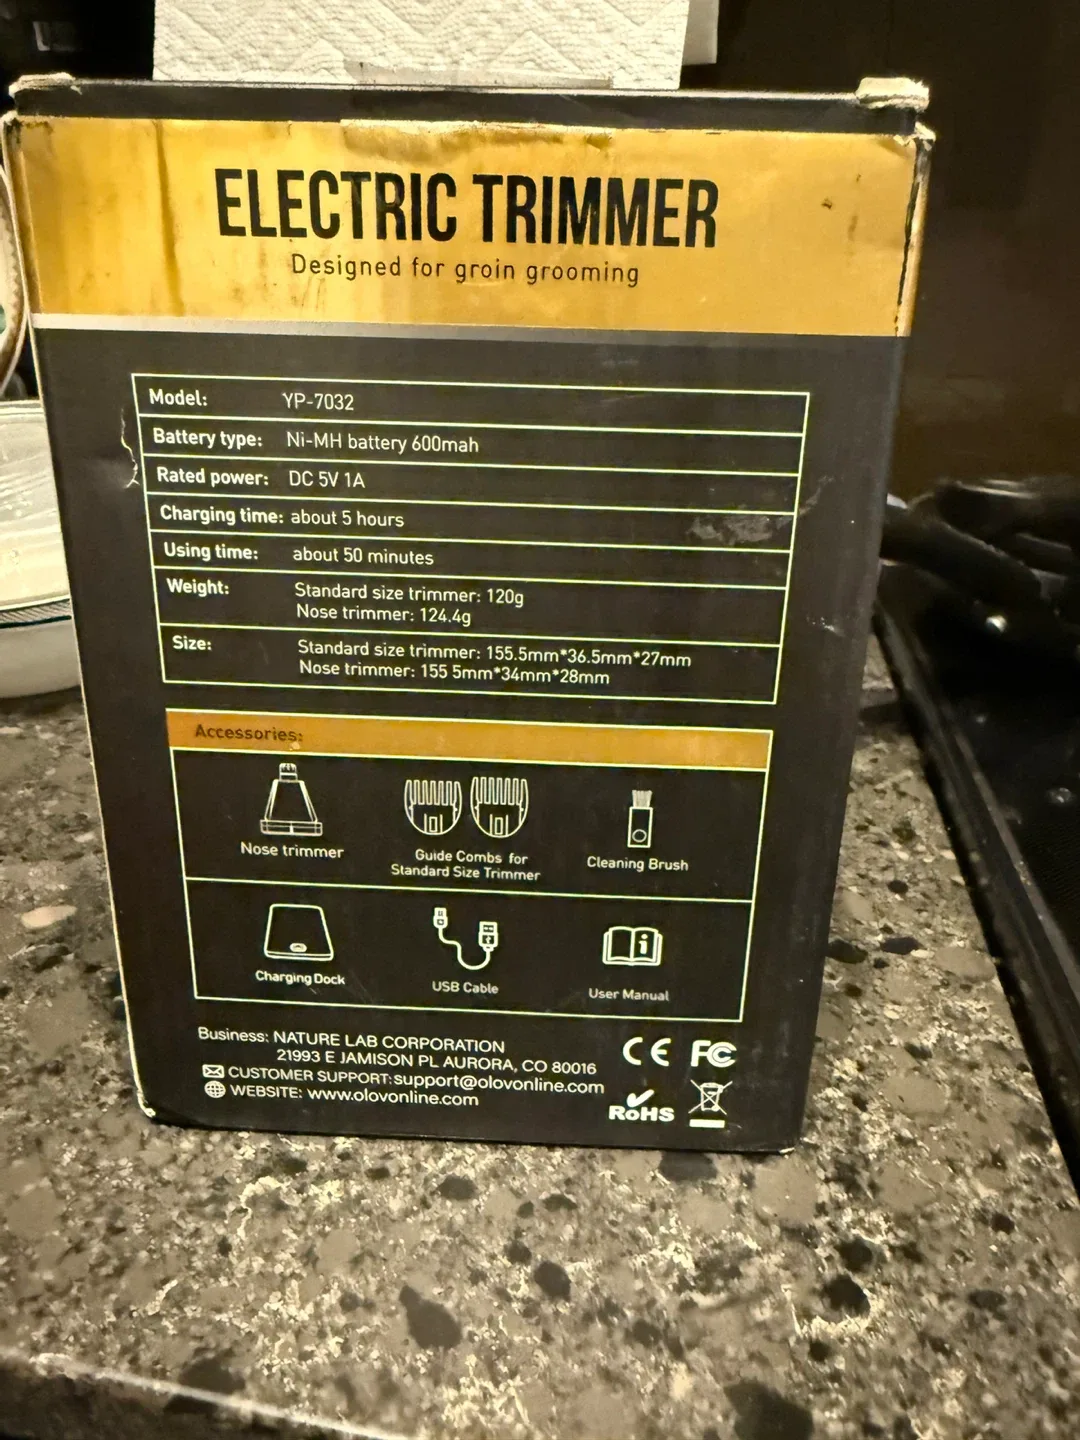 ELECTRIC TRIMMER
Designed for groin grooming
Model: YP-7032
Battery type: Ni-MH battery 600mah
Rated power: DC 5V 1A
Charging time: about 5 hours
Using time: about 50 minutes
Weight: Standard size trimmer: 120g
Nose trimmer: 124.4g
Size: Standard size trimmer: 155.5mm*36.5mm*27mm
Nose trimmer: 155 5mm*34mm*28mm
Accessories:
Nose trimmer
Guide Combs for
Standard Size Trimmer
Cleaning Brush
Charging Dock
USB Cable
User Manual
Business: NATURE LAB CORPORATION
21993 E JAMISON PL AURORA, CO 80016
CUSTOMER SUPPORT:support@olovonline.com
WEBSITE: www.olovonline.com
CE FC
RoHS